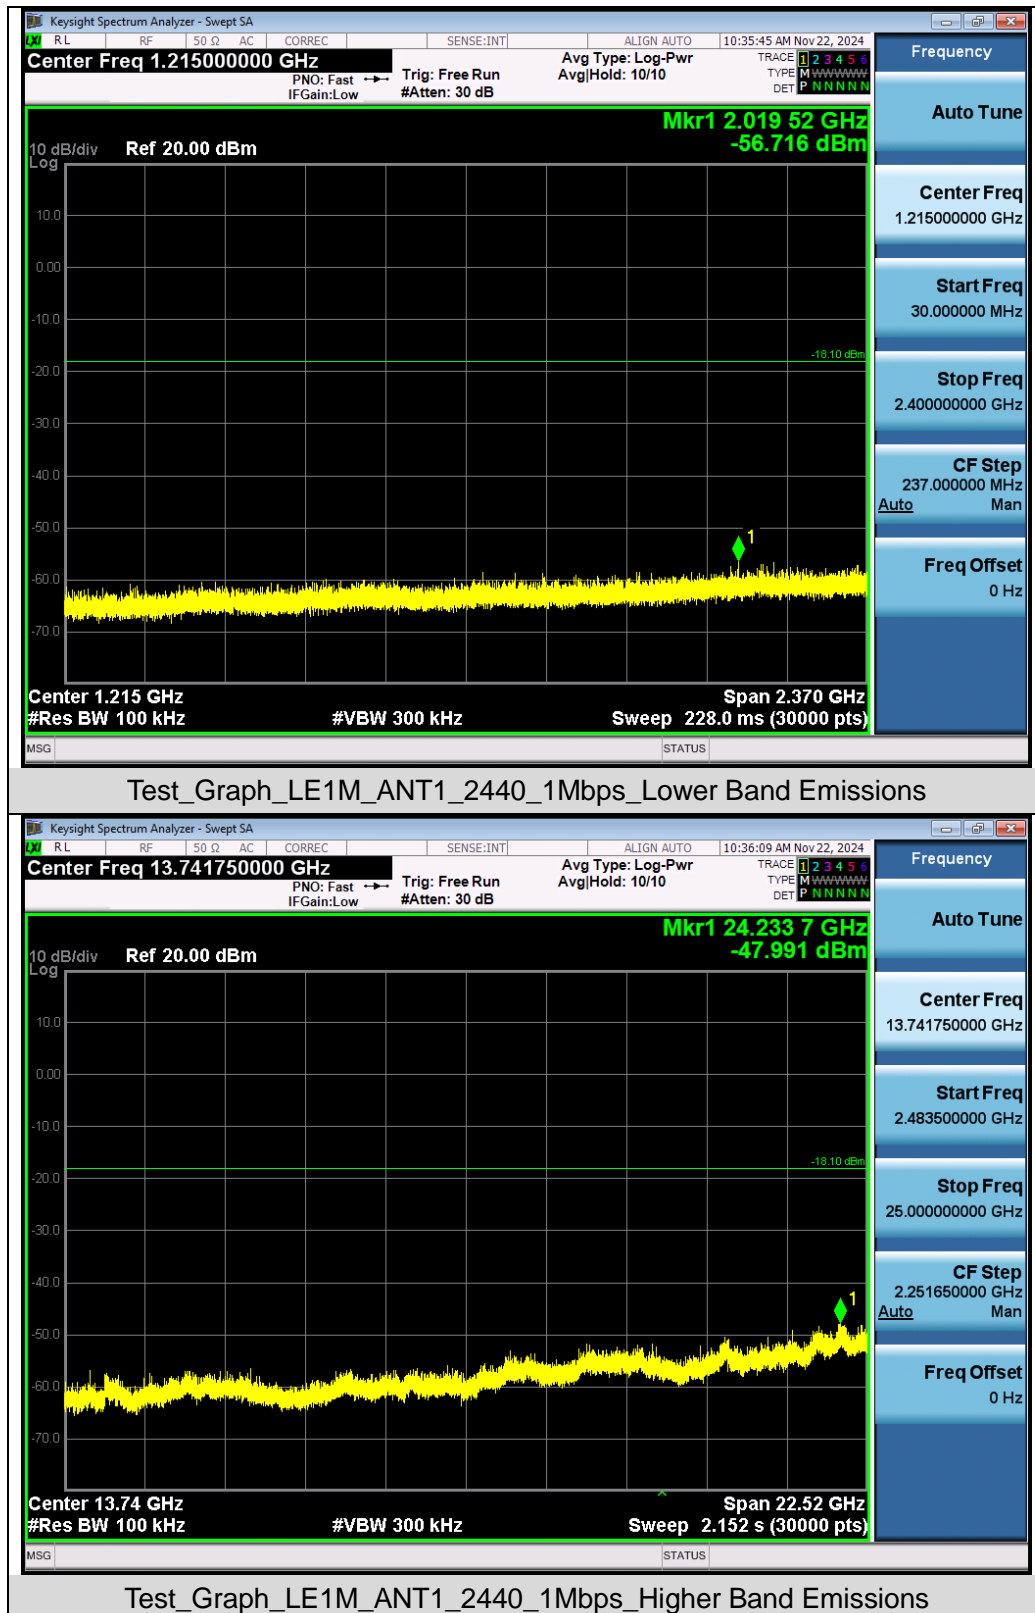 Keysight Spectrum Analyzer - Swept SA
LXI RL RF 50 Ω AC CORREC SENSE:INT ALIGN AUTO 10:35:45 AM Nov 22, 2024
Center Freq 1.215000000 GHz
PNO: Fast
IFGain:Low
Trig: Free Run
#Atten: 30 dB
Avg Type: Log-Pwr
Avg|Hold: 10/10
TRACE 1 2 3 4 5 6
TYPE M WWWWW
DET P N N N N N
Mkr1 2.019 52 GHz
-56.716 dBm
10 dB/div Ref 20.00 dBm
Log
10.0
0.00
-10.0
-18.10 dBm
-20.0
-30.0
-40.0
-50.0
1
-60.0
-70.0
Center 1.215 GHz Span 2.370 GHz
#Res BW 100 kHz #VBW 300 kHz Sweep 228.0 ms (30000 pts)
MSG STATUS
Frequency
Auto Tune
Center Freq
1.215000000 GHz
Start Freq
30.000000 MHz
Stop Freq
2.400000000 GHz
CF Step
237.000000 MHz
Auto Man
Freq Offset
0 Hz
Test_Graph_LE1M_ANT1_2440_1Mbps_Lower Band Emissions
Keysight Spectrum Analyzer - Swept SA
LXI RL RF 50 Ω AC CORREC SENSE:INT ALIGN AUTO 10:36:09 AM Nov 22, 2024
Center Freq 13.741750000 GHz
PNO: Fast
IFGain:Low
Trig: Free Run
#Atten: 30 dB
Avg Type: Log-Pwr
Avg|Hold: 10/10
TRACE 1 2 3 4 5 6
TYPE M WWWWW
DET P N N N N N
Mkr1 24.233 7 GHz
-47.991 dBm
10 dB/div Ref 20.00 dBm
Log
10.0
0.00
-10.0
-18.10 dBm
-20.0
-30.0
-40.0
1
-50.0
-60.0
-70.0
Center 13.74 GHz Span 22.52 GHz
#Res BW 100 kHz #VBW 300 kHz Sweep 2.152 s (30000 pts)
MSG STATUS
Frequency
Auto Tune
Center Freq
13.741750000 GHz
Start Freq
2.483500000 GHz
Stop Freq
25.000000000 GHz
CF Step
2.251650000 GHz
Auto Man
Freq Offset
0 Hz
Test_Graph_LE1M_ANT1_2440_1Mbps_Higher Band Emissions